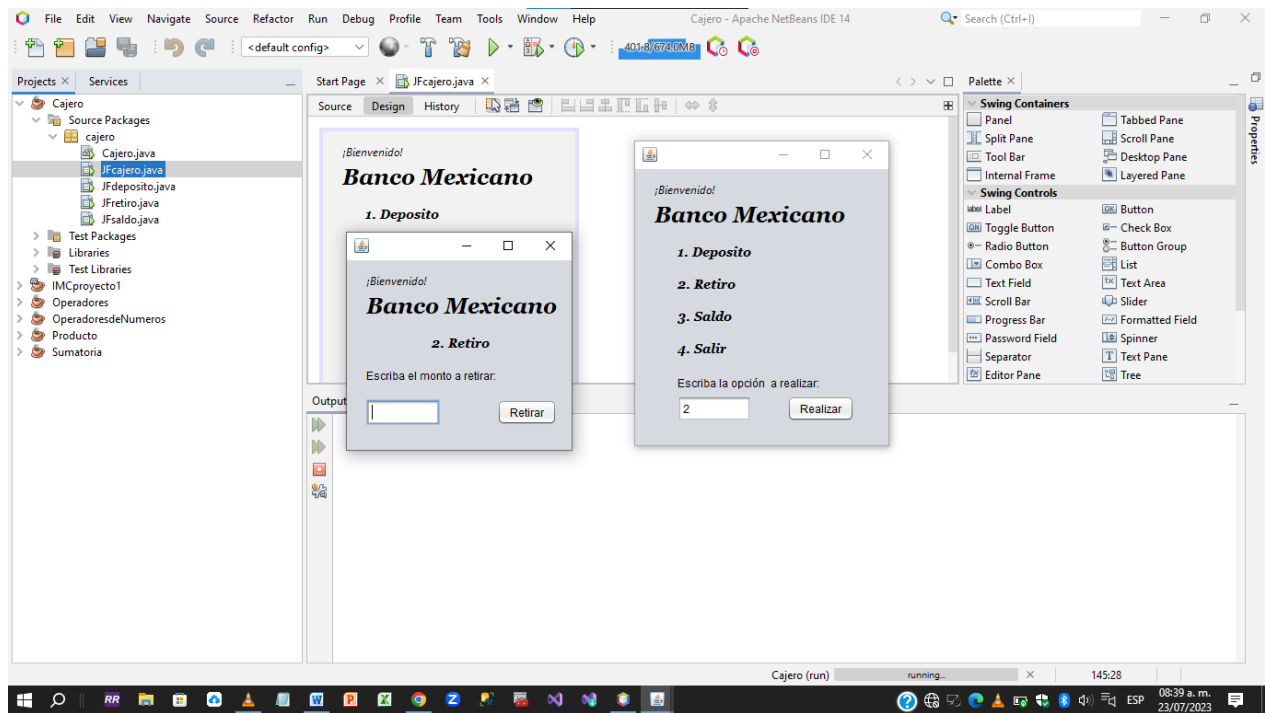 File Edit View Navigate Source Refactor Run Debug Profile Team Tools Window Help Cajero - Apache NetBeans IDE 14 Search (Ctrl+I)
<default config> 401.8/674.0MB
Projects Services
Start Page JFcajero.java
Palette
Source Design History
Cajero
Source Packages
cajero
Cajero.java
JFcajero.java
JFdeposito.java
JFretiro.java
JFsaldo.java
Test Packages
Libraries
Test Libraries
IMCproyecto1
Operadores
OperadoresdeNumeros
Producto
Sumatoria
¡Bienvenido!
Banco Mexicano
1. Deposito
¡Bienvenido!
Banco Mexicano
2. Retiro
Escriba el monto a retirar:
Retirar
¡Bienvenido!
Banco Mexicano
1. Deposito
2. Retiro
3. Saldo
4. Salir
Escriba la opción a realizar:
2 Realizar
Output
Swing Containers
Panel Tabbed Pane
Split Pane Scroll Pane
Tool Bar Desktop Pane
Internal Frame Layered Pane
Swing Controls
label Label OK Button
ON Toggle Button Check Box
Radio Button Button Group
Combo Box List
Text Field Text Area
Scroll Bar Slider
Progress Bar Formatted Field
Password Field Spinner
Separator Text Pane
Editor Pane Tree
Properties
Cajero (run) running... 145:28
RR W P X Z ESP 08:39 a. m.
23/07/2023